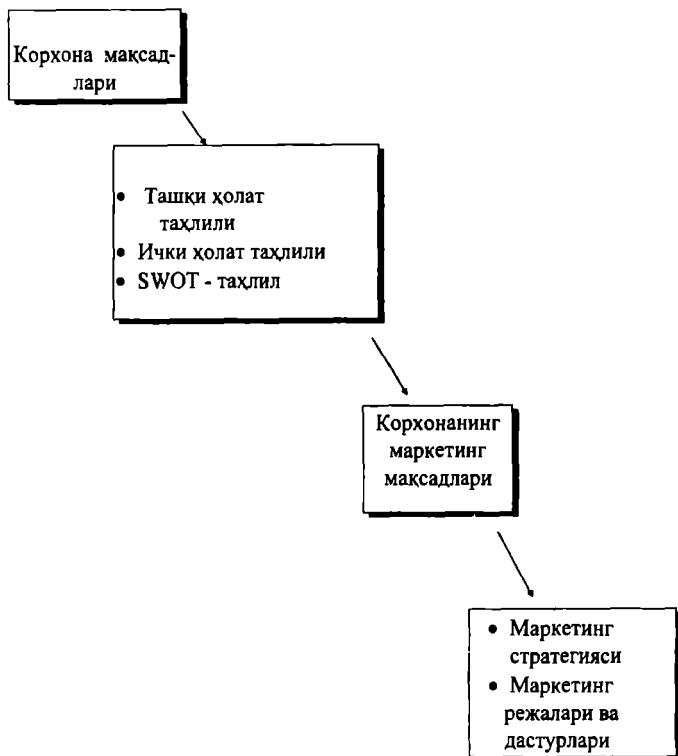 Корхона мақсад-
лари
• Ташқи ҳолат
таҳлили
• Ички ҳолат таҳлили
• SWOT - таҳлил
Корхонанинг
маркетинг
мақсадлари
• Маркетинг
стратегияси
• Маркетинг
режалари ва
дастурлари